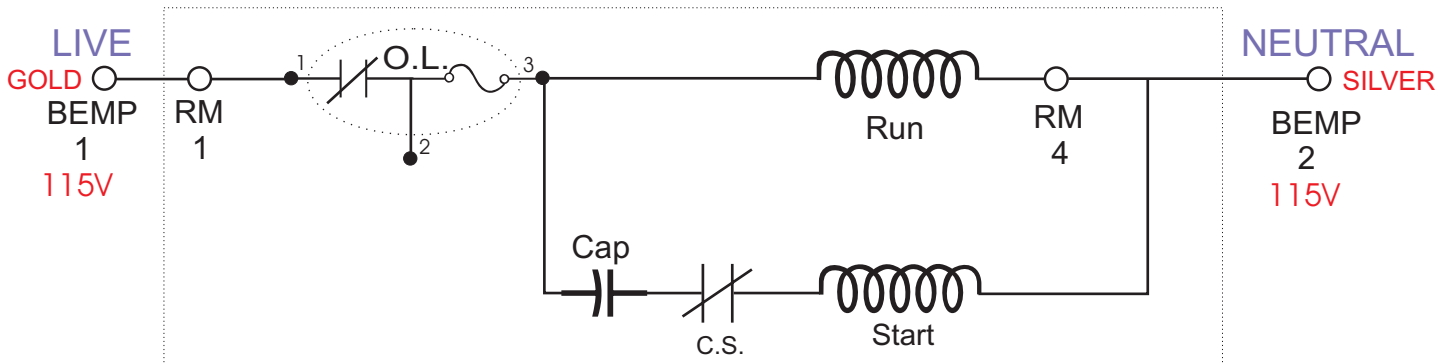 LIVE
GOLD
BEMP
1
115V
RM
1
1
O.L.
3
2
Run
RM
4
NEUTRAL
SILVER
BEMP
2
115V
Cap
C.S.
Start